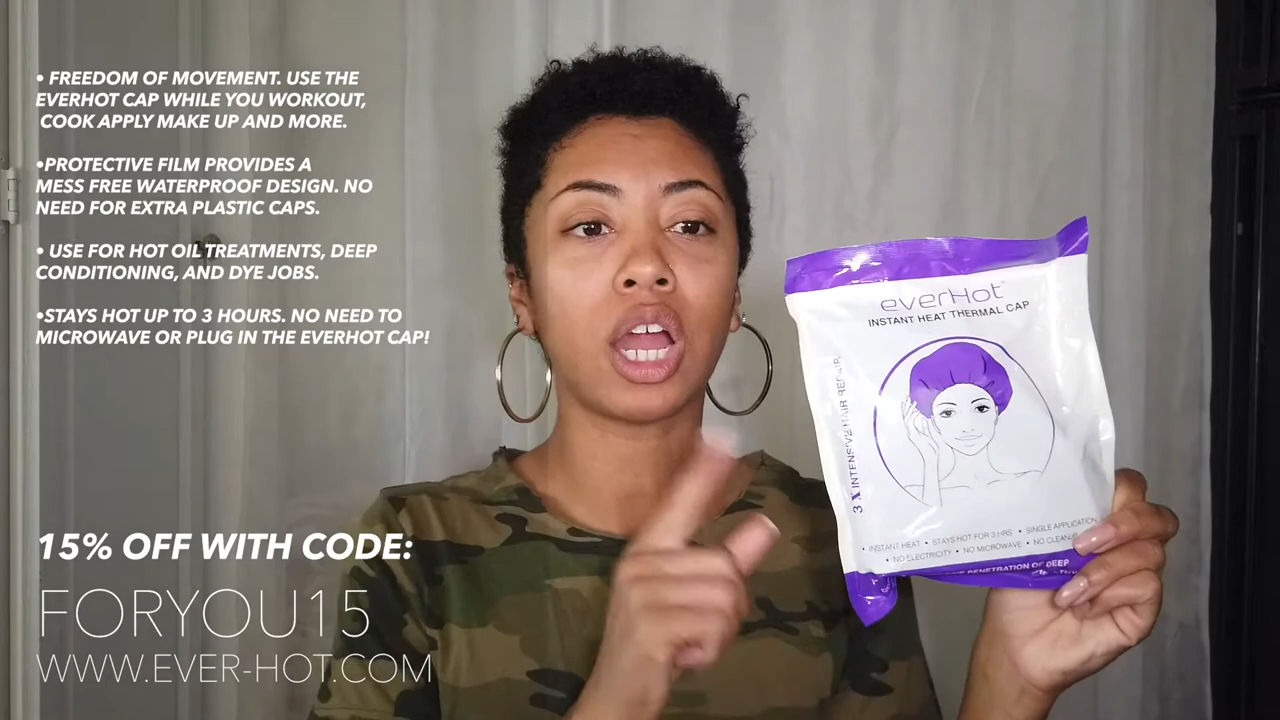 • FREEDOM OF MOVEMENT. USE THE
EVERHOT CAP WHILE YOU WORKOUT,
COOK APPLY MAKE UP AND MORE.
•PROTECTIVE FILM PROVIDES A
MESS FREE WATERPROOF DESIGN. NO
NEED FOR EXTRA PLASTIC CAPS.
• USE FOR HOT OIL TREATMENTS, DEEP
CONDITIONING, AND DYE JOBS.
•STAYS HOT UP TO 3 HOURS. NO NEED TO
MICROWAVE OR PLUG IN THE EVERHOT CAP!
15% OFF WITH CODE:
FORYOU15
WWW.EVER-HOT.COM
everHot
INSTANT HEAT THERMAL CAP
3 X INTENSIVE HAIR REPAIR
• INSTANT HEAT • STAYS HOT FOR 3 HRS • SINGLE APPLICATION
• NO ELECTRICITY • NO MICROWAVE • NO CLEANUP
PENETRATION OF DEEP